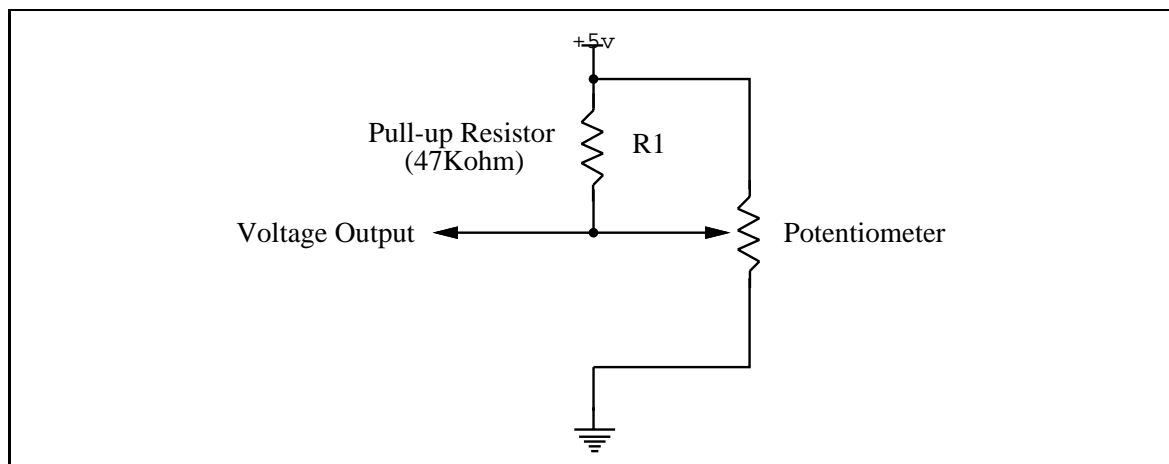 +5v
Pull-up Resistor
(47Kohm)
R1
Voltage Output
Potentiometer